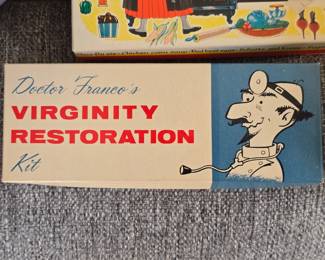 Doctor Franco's
VIRGINITY
RESTORATION
Kit